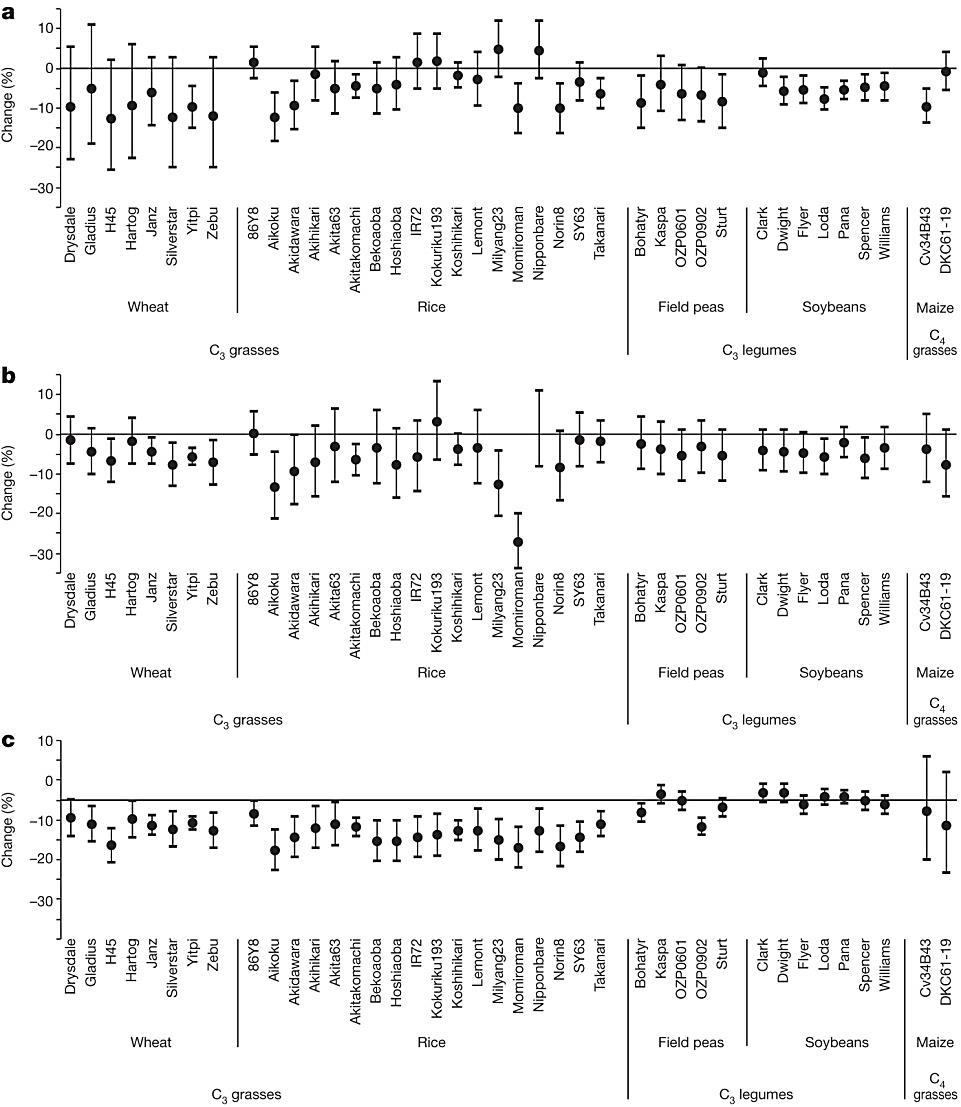 a
Change (%)
10
0
–10
–20
–30
Drysdale
Gladius
H45
Hartog
Janz
Silverstar
Yitpi
Zebu
86Y8
Aikoku
Akidawara
Akihikari
Akita63
Akitakomachi
Bekoaoba
Hoshiaoba
IR72
Kokuriku193
Koshihikari
Lemont
Milyang23
Momiroman
Nipponbare
Norin8
SY63
Takanari
Bohatyr
Kaspa
OZP0601
OZP0902
Sturt
Clark
Dwight
Flyer
Loda
Pana
Spencer
Williams
Cv34B43
DKC61-19
Wheat
Rice
Field peas
Soybeans
Maize
C3 grasses
C3 legumes
C4
grasses
b
Change (%)
10
0
–10
–20
–30
Drysdale
Gladius
H45
Hartog
Janz
Silverstar
Yitpi
Zebu
86Y8
Aikoku
Akidawara
Akihikari
Akita63
Akitakomachi
Bekoaoba
Hoshiaoba
IR72
Kokuriku193
Koshihikari
Lemont
Milyang23
Momiroman
Nipponbare
Norin8
SY63
Takanari
Bohatyr
Kaspa
OZP0601
OZP0902
Sturt
Clark
Dwight
Flyer
Loda
Pana
Spencer
Williams
Cv34B43
DKC61-19
Wheat
Rice
Field peas
Soybeans
Maize
C3 grasses
C3 legumes
C4
grasses
c
Change (%)
10
0
–10
–20
–30
Drysdale
Gladius
H45
Hartog
Janz
Silverstar
Yitpi
Zebu
86Y8
Aikoku
Akidawara
Akihikari
Akita63
Akitakomachi
Bekoaoba
Hoshiaoba
IR72
Kokuriku193
Koshihikari
Lemont
Milyang23
Momiroman
Nipponbare
Norin8
SY63
Takanari
Bohatyr
Kaspa
OZP0601
OZP0902
Sturt
Clark
Dwight
Flyer
Loda
Pana
Spencer
Williams
Cv34B43
DKC61-19
Wheat
Rice
Field peas
Soybeans
Maize
C3 grasses
C3 legumes
C4
grasses